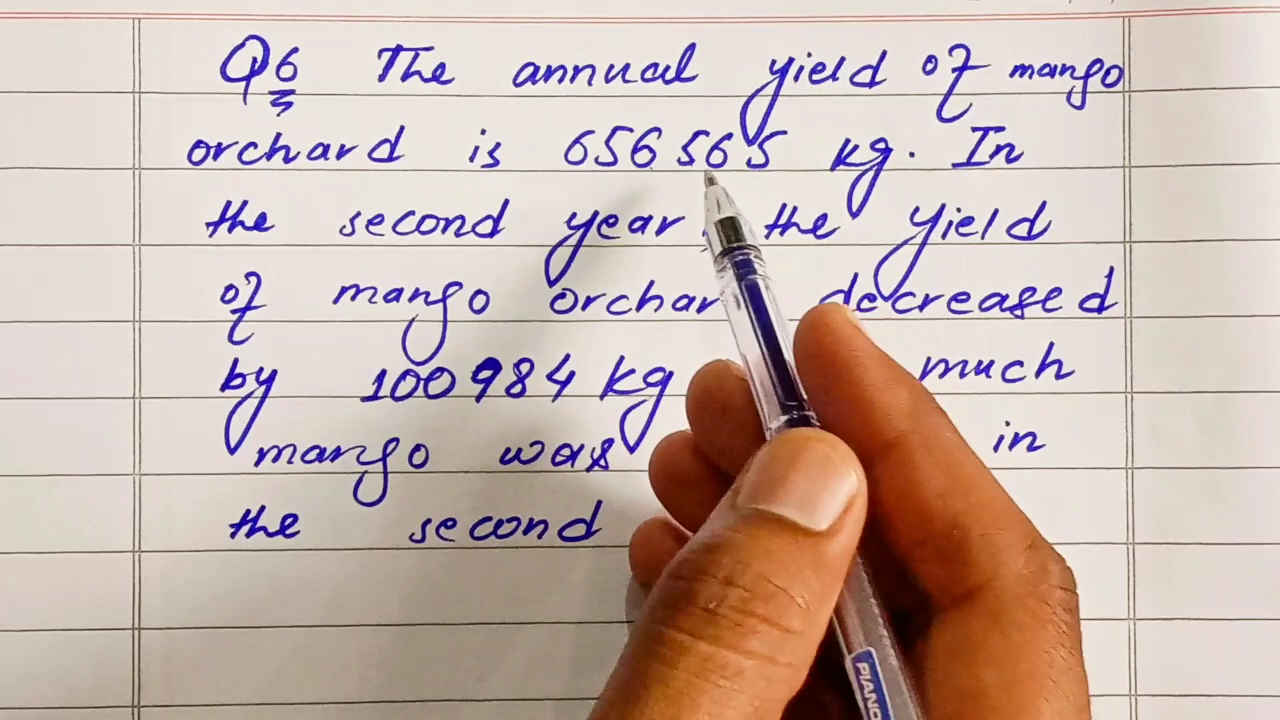 Q6 The annual yield of mango
orchard is 656565 kg. In
the second year, the yield
of mango orchar decreased
by 100984 kg much
mango was in
the second
PIANO